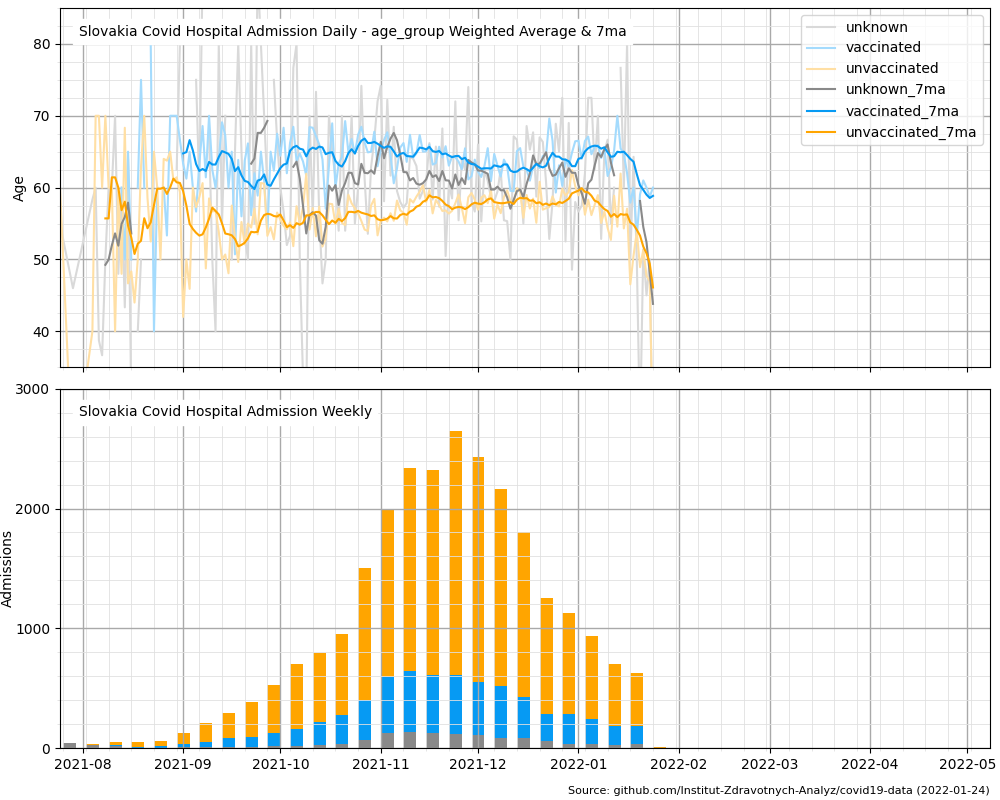 Slovakia Covid Hospital Admission Daily - age_group Weighted Average & 7ma
unknown
vaccinated
unvaccinated
unknown_7ma
vaccinated_7ma
unvaccinated_7ma
80
70
60
50
40
Age
Slovakia Covid Hospital Admission Weekly
3000
2000
1000
0
Admissions
2021-08 2021-09 2021-10 2021-11 2021-12 2022-01 2022-02 2022-03 2022-04 2022-05
Source: github.com/Institut-Zdravotnych-Analyz/covid19-data (2022-01-24)